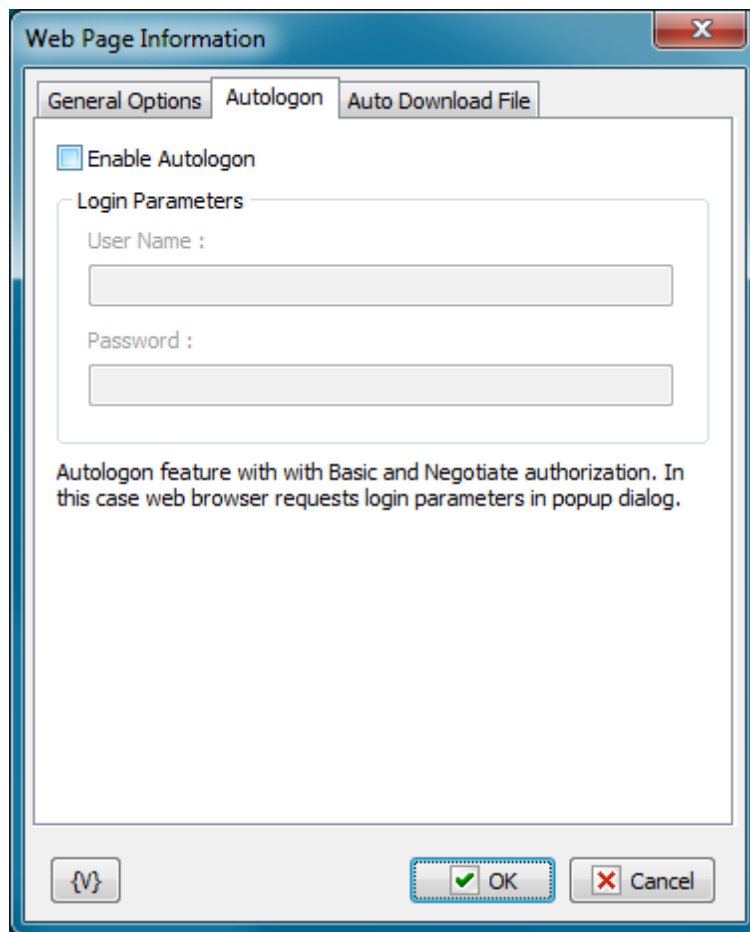 Web Page Information
General Options Autologon Auto Download File
Enable Autologon
Login Parameters
User Name :
Password :
Autologon feature with with Basic and Negotiate authorization. In
this case web browser requests login parameters in popup dialog.
{V} OK Cancel